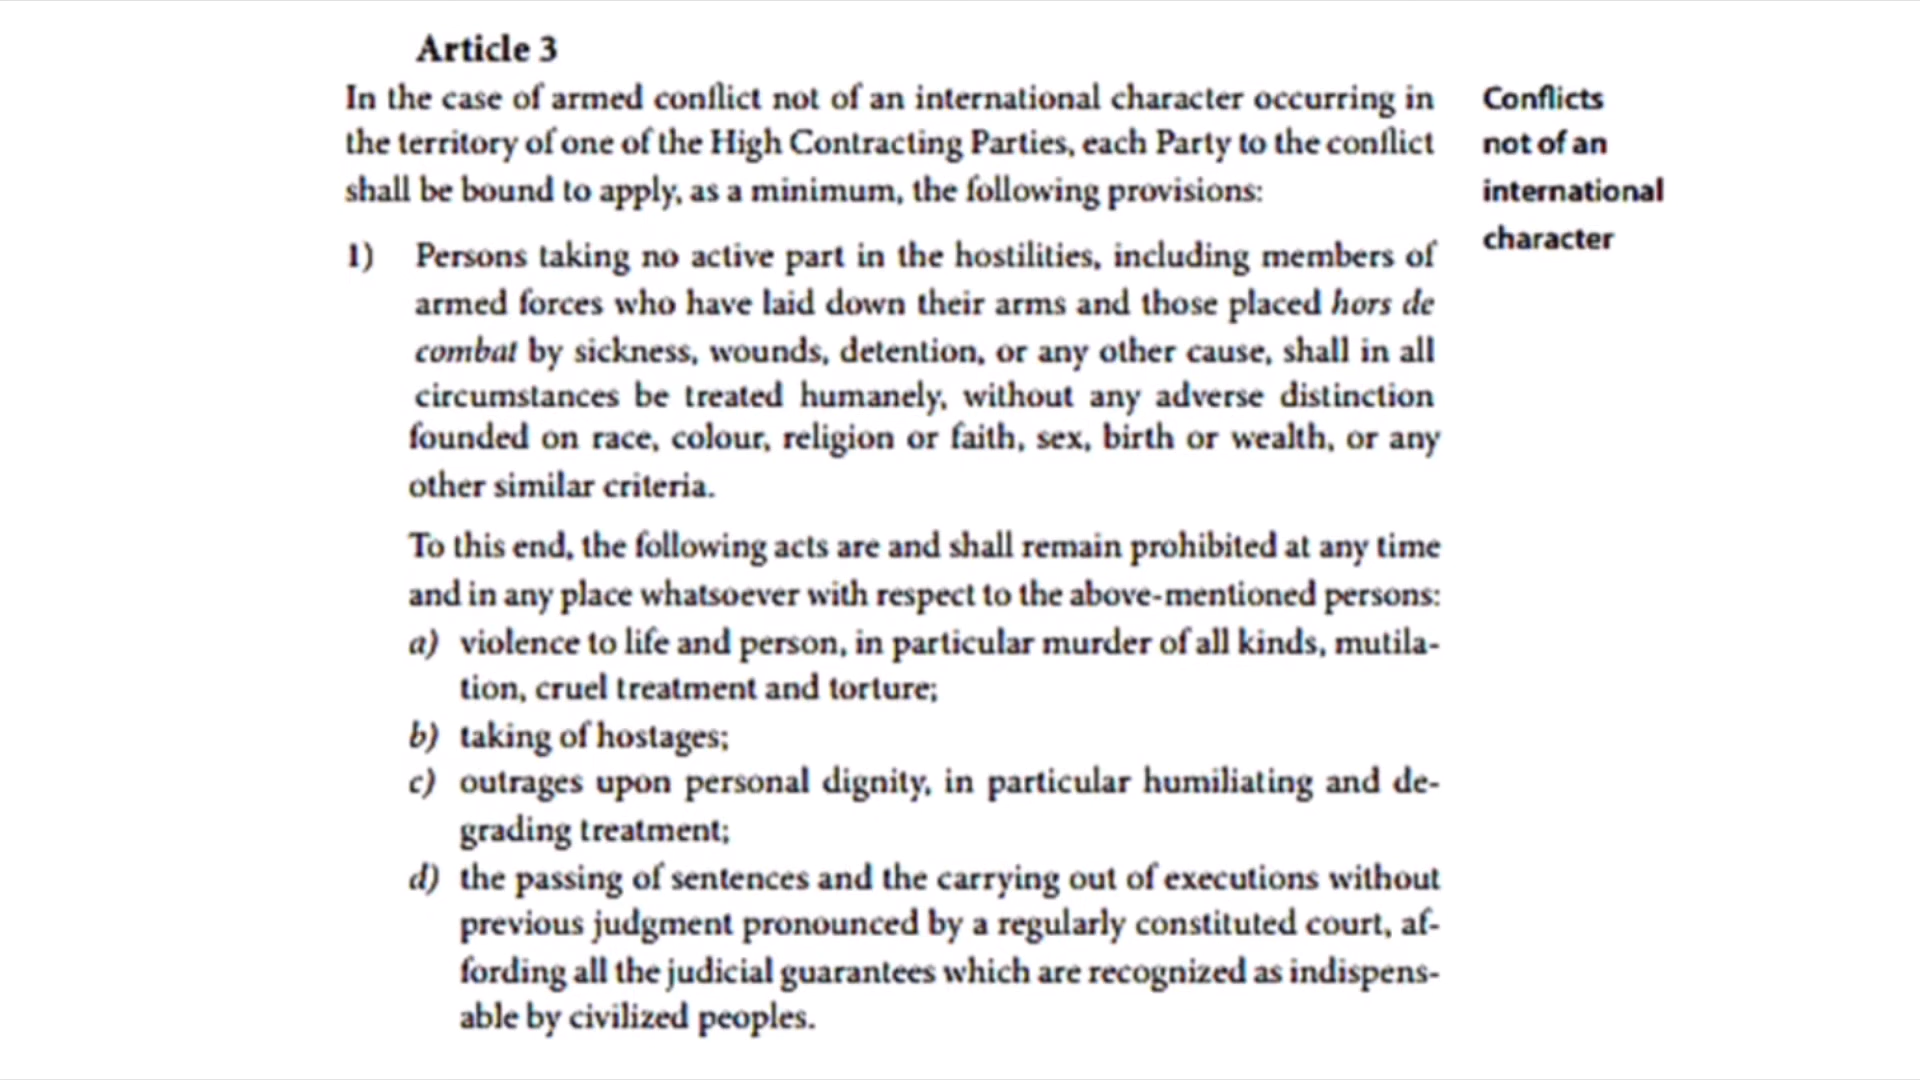 Article 3
In the case of armed conflict not of an international character occurring in
the territory of one of the High Contracting Parties, each Party to the conflict
shall be bound to apply, as a minimum, the following provisions:
Conflicts
not of an
international
character
1) Persons taking no active part in the hostilities, including members of
armed forces who have laid down their arms and those placed hors de
combat by sickness, wounds, detention, or any other cause, shall in all
circumstances be treated humanely, without any adverse distinction
founded on race, colour, religion or faith, sex, birth or wealth, or any
other similar criteria.
To this end, the following acts are and shall remain prohibited at any time
and in any place whatsoever with respect to the above-mentioned persons:
a) violence to life and person, in particular murder of all kinds, mutila-
tion, cruel treatment and torture;
b) taking of hostages;
c) outrages upon personal dignity, in particular humiliating and de-
grading treatment;
d) the passing of sentences and the carrying out of executions without
previous judgment pronounced by a regularly constituted court, af-
fording all the judicial guarantees which are recognized as indispens-
able by civilized peoples.